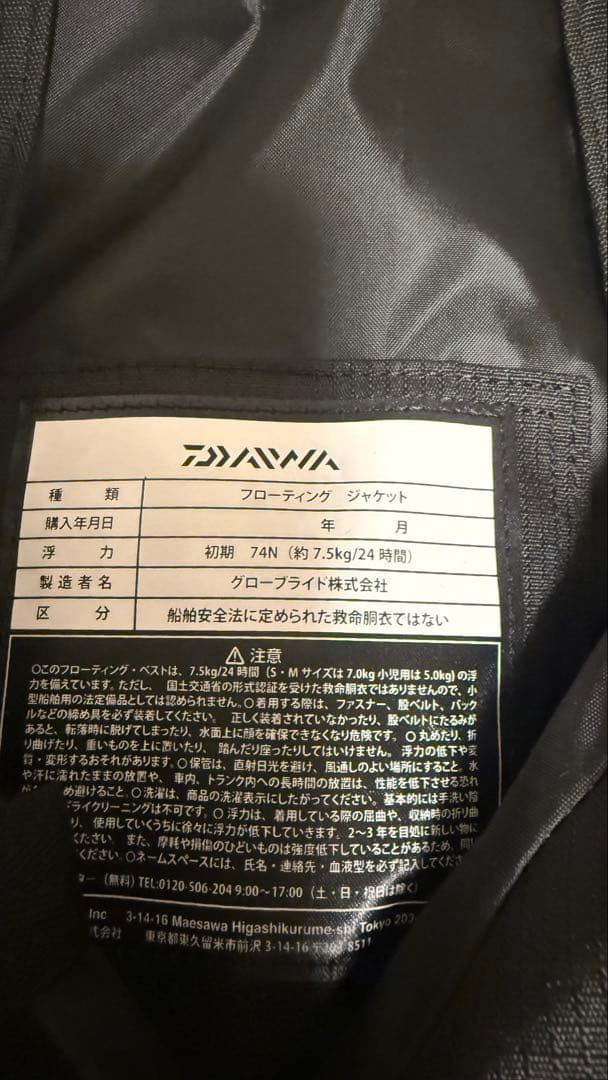 DAIWA
種 類 フローティング ジャケット
購入年月日 年 月
浮 力 初期 74N（約7.5kg/24時間）
製造者名 グローブライド株式会社
区 分 船舶安全法に定められた救命胴衣ではない
⚠ 注意
○このフローティング・ベストは、7.5kg/24時間（S・Mサイズは7.0kg小児用は5.0kg）の浮
力を備えています。ただし、 国土交通省の形式認証を受けた救命胴衣ではありませんので、小
型船舶用の法定備品としては認められません。○着用する際は、ファスナー、股ベルト、バック
ルなどの締め具を必ず装着してください。 正しく装着されていなかったり、股ベルトにたるみが
あると、転落時に脱げてしまったり、水面上に顔を確保できなくなり危険です。○丸めたり、折
り曲げたり、重いものを上に置いたり、 踏んだり座ったりしてはいけません。浮力の低下や変
質・変形するおそれがあります。○保管は、直射日光を避け、風通しのよい場所にすること。水
や汗に濡れたままの放置や、車内、トランク内への長時間の放置は、性能を低下させる恐れ
が め避けること。○洗濯は、商品の洗濯表示にしたがってください。基本的には手洗い
ドライクリーニングは不可です。○浮力は、着用している際の屈曲や、収納時の折り曲
り、使用していくうちに徐々に浮力が低下していきます。2〜3年を目処に新しい物に
ください。また、摩耗や損傷のひどいものは強度低下していることがあるため、
ください。○ネームスペースには、氏名・連絡先・血液型を必ず記入してくださ
ター（無料）TEL:0120-506-204 9:00〜17:00（土・日・祝日は除く）
Inc 3-14-16 Maesawa Higashikurume-shi Tokyo
式会社 東京都東久留米市前沢3-14-16 〒203-8511